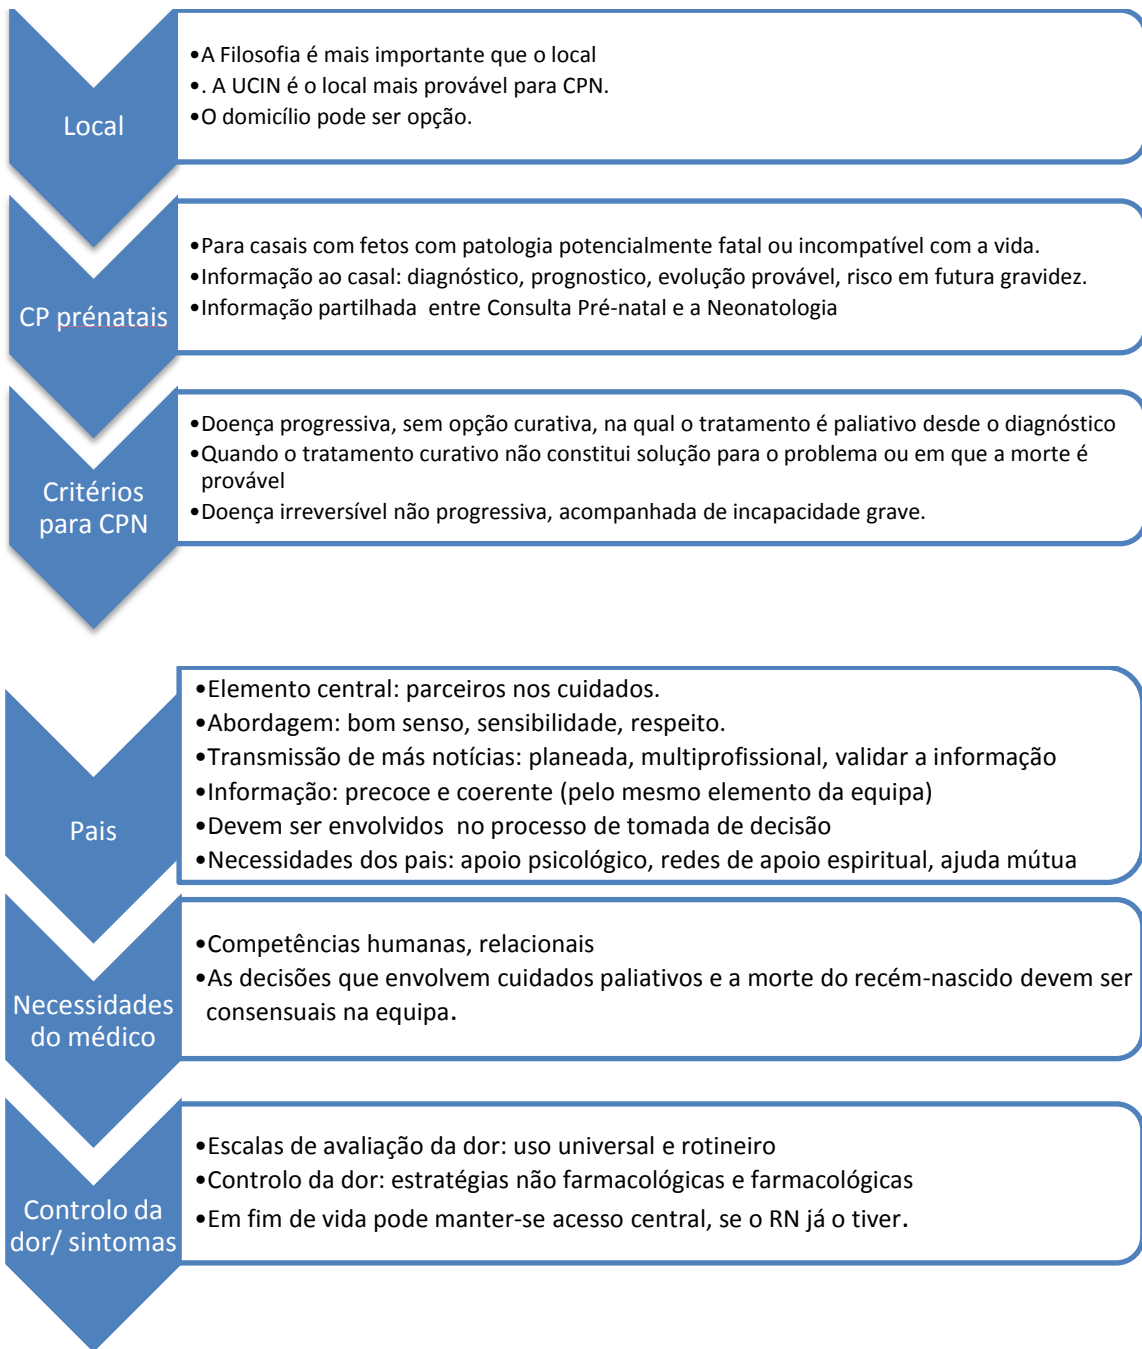 Local
•A Filosofia é mais importante que o local
•. A UCIN é o local mais provável para CPN.
•O domicílio pode ser opção.
CP prénatais
•Para casais com fetos com patologia potencialmente fatal ou incompatível com a vida.
•Informação ao casal: diagnóstico, prognostico, evolução provável, risco em futura gravidez.
•Informação partilhada  entre Consulta Pré-natal e a Neonatologia
Critérios
para CPN
•Doença progressiva, sem opção curativa, na qual o tratamento é paliativo desde o diagnóstico
•Quando o tratamento curativo não constitui solução para o problema ou em que a morte é
provável
•Doença irreversível não progressiva, acompanhada de incapacidade grave.
Pais
•Elemento central: parceiros nos cuidados.
•Abordagem: bom senso, sensibilidade, respeito.
•Transmissão de más notícias: planeada, multiprofissional, validar a informação
•Informação: precoce e coerente (pelo mesmo elemento da equipa)
•Devem ser envolvidos  no processo de tomada de decisão
•Necessidades dos pais: apoio psicológico, redes de apoio espiritual, ajuda mútua
Necessidades
do médico
•Competências humanas, relacionais
•As decisões que envolvem cuidados paliativos e a morte do recém-nascido devem ser
consensuais na equipa.
Controlo da
dor/ sintomas
•Escalas de avaliação da dor: uso universal e rotineiro
•Controlo da dor: estratégias não farmacológicas e farmacológicas
•Em fim de vida pode manter-se acesso central, se o RN já o tiver.